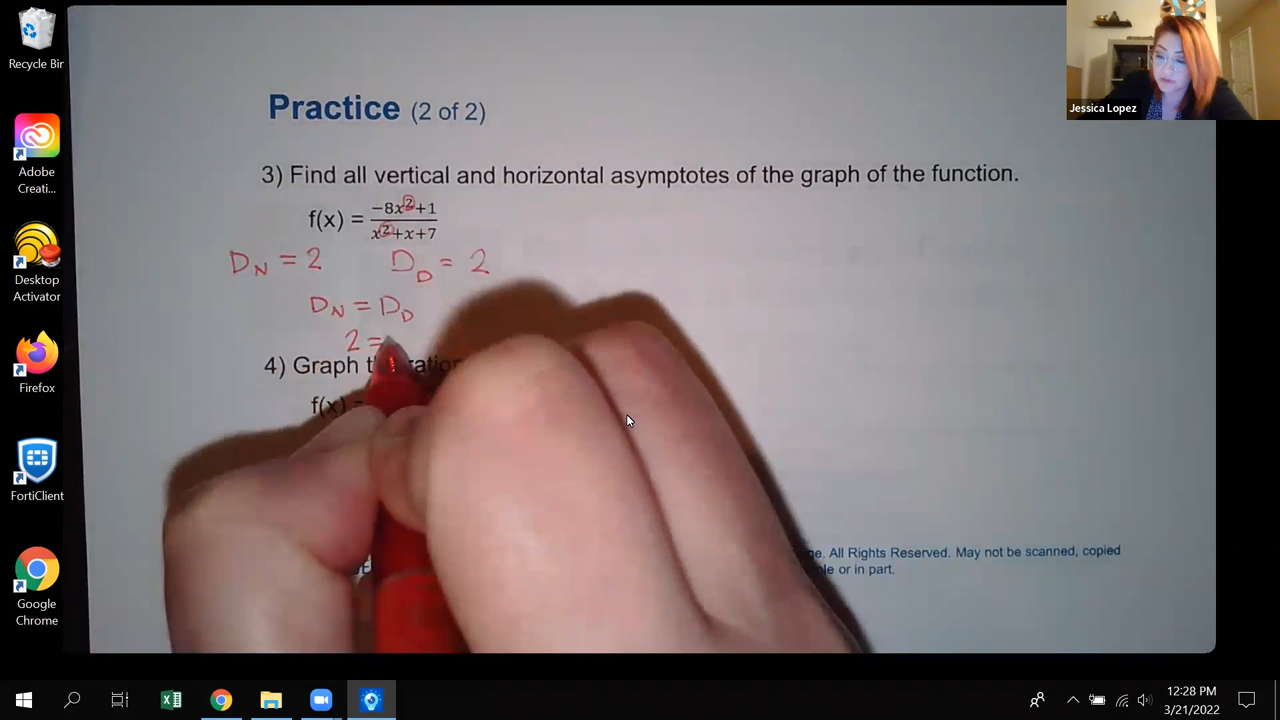 Recycle Bin
Adobe
Creati...
Desktop
Activator
Firefox
FortiClient
Google
Chrome
Jessica Lopez
Practice (2 of 2)
3) Find all vertical and horizontal asymptotes of the graph of the function.
f(x) = −8x²+1 / x²+x+7
D_N = 2 D_D = 2
D_N = D_D
2 =
4) Graph
f(x) =
All Rights Reserved. May not be scanned, copied
or in part.
12:28 PM
3/21/2022